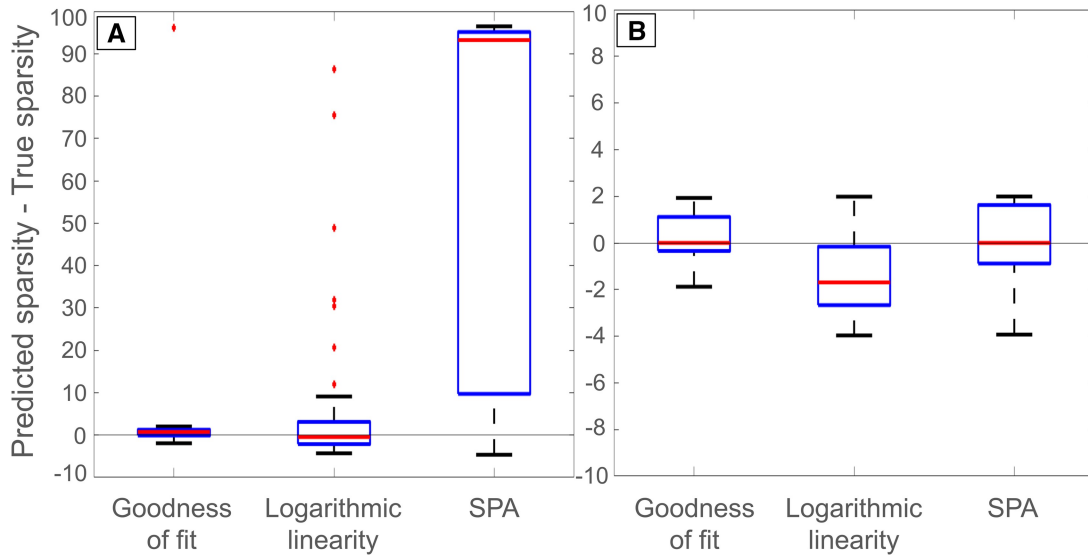 A
B
Predicted sparsity - True sparsity
100
90
80
70
60
50
40
30
20
10
0
-10
10
8
6
4
2
0
-2
-4
-6
-8
-10
Goodness
of fit
Logarithmic
linearity
SPA
Goodness
of fit
Logarithmic
linearity
SPA